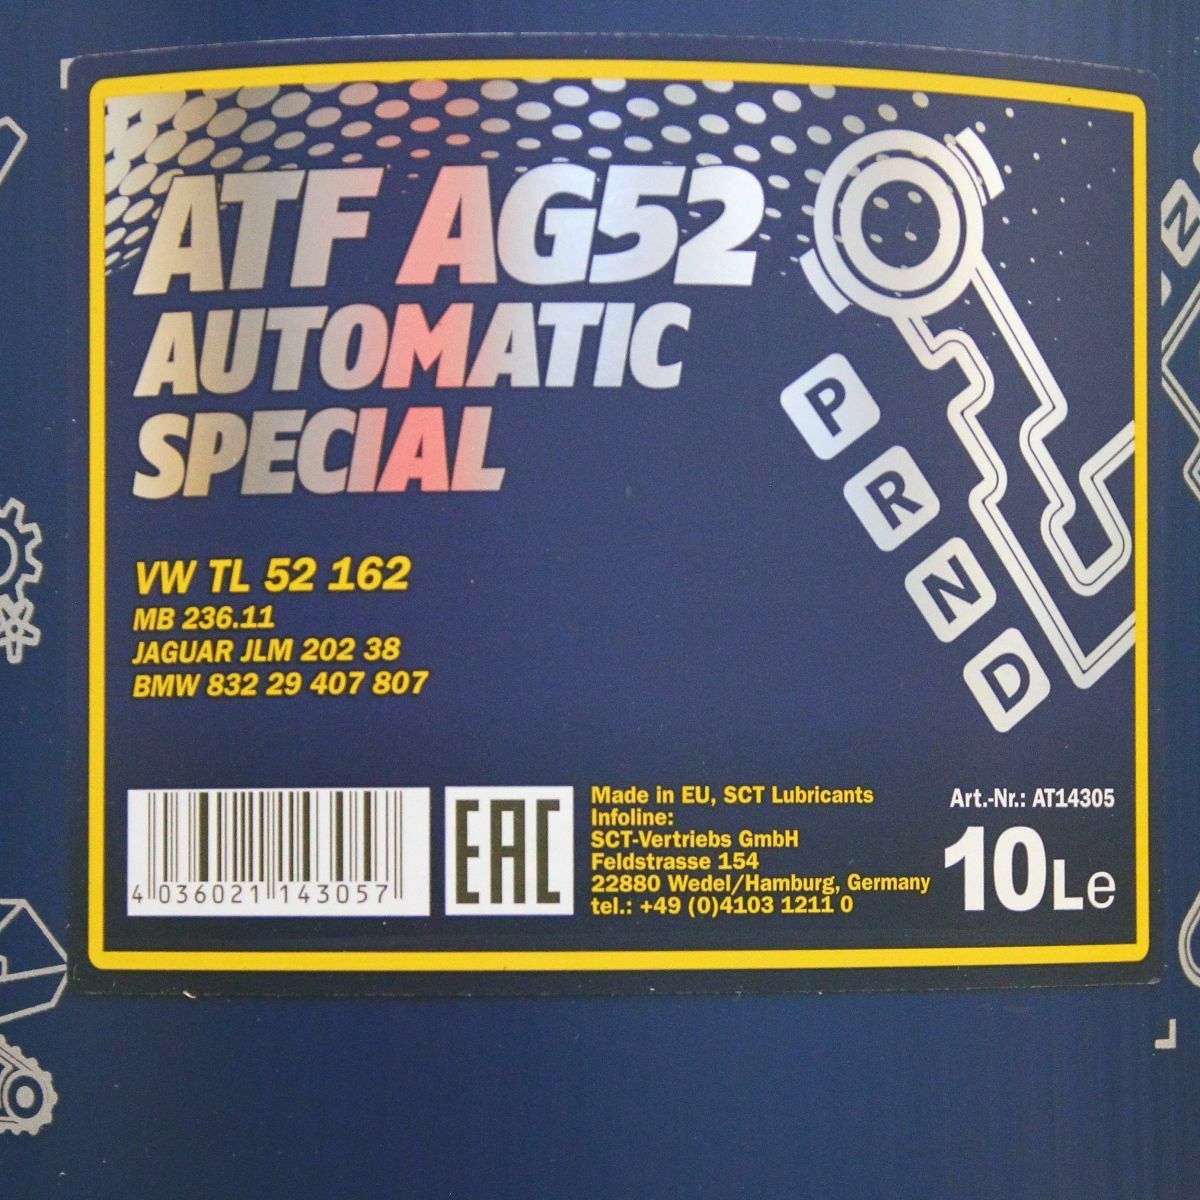 ATF AG52
AUTOMATIC
SPECIAL
P
R
N
D
VW TL 52 162
MB 236.11
JAGUAR JLM 202 38
BMW 832 29 407 807
4 036021 143057
EAC
Made in EU, SCT Lubricants
Infoline:
SCT-Vertriebs GmbH
Feldstrasse 154
22880 Wedel/Hamburg, Germany
tel.: +49 (0)4103 1211 0
Art.-Nr.: AT14305
10Le
N